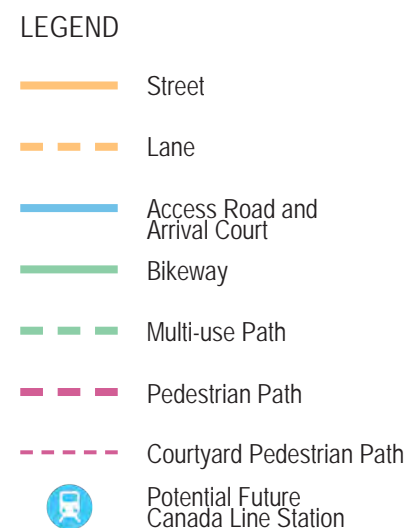 LEGEND
Street
Lane
Access Road and
Arrival Court
Bikeway
Multi-use Path
Pedestrian Path
Courtyard Pedestrian Path
Potential Future
Canada Line Station